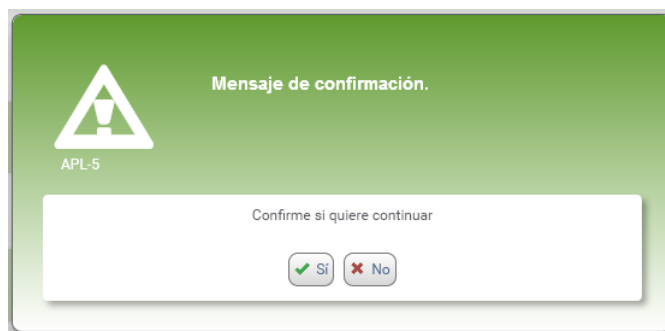 Mensaje de confirmación.
APL-5
Confirme si quiere continuar
Sí No